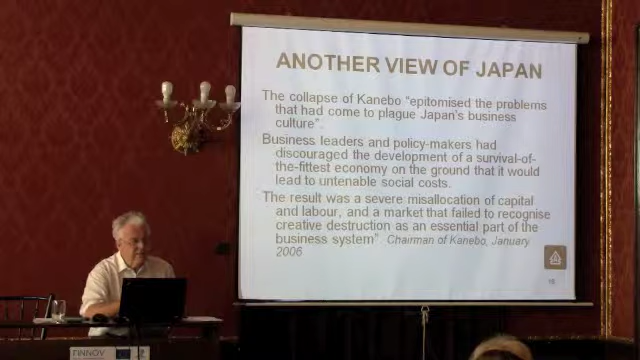 ANOTHER VIEW OF JAPAN
The collapse of Kanebo “epitomised the problems
that had come to plague Japan’s business
culture”.
Business leaders and policy-makers had
discouraged the development of a survival-of-
the-fittest economy on the ground that it would
lead to untenable social costs.
The result was a severe misallocation of capital
and labour, and a market that failed to recognise
creative destruction as an essential part of the
business system”. Chairman of Kanebo, January
2006
TINNOV